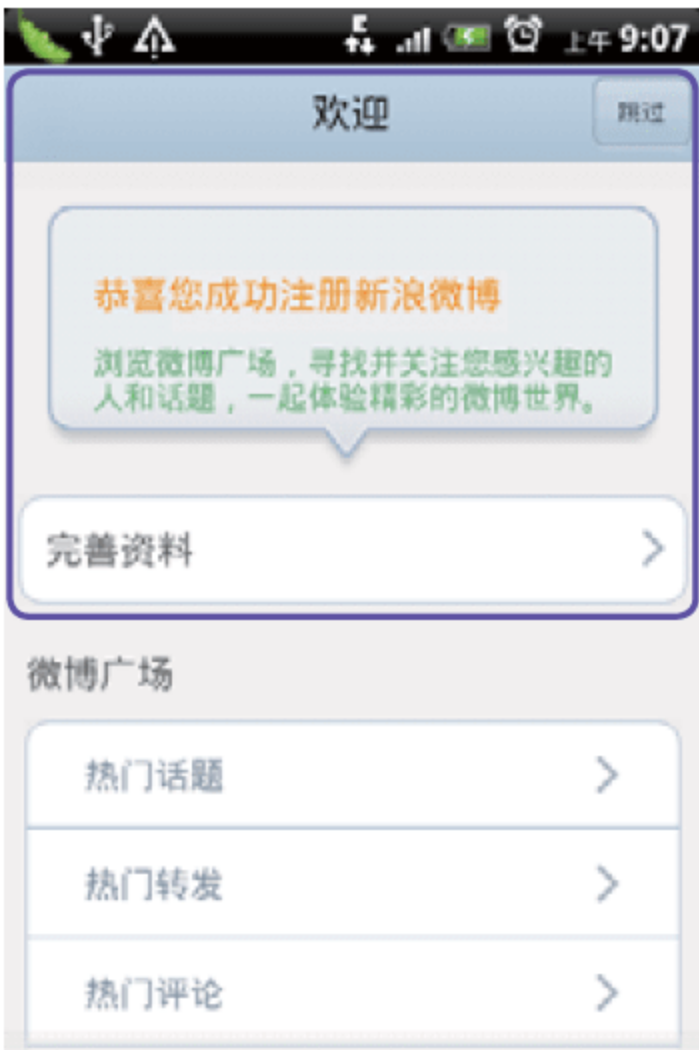 上午 9:07
欢迎
跳过
恭喜您成功注册新浪微博
浏览微博广场，寻找并关注您感兴趣的
人和话题，一起体验精彩的微博世界。
完善资料
微博广场
热门话题
热门转发
热门评论